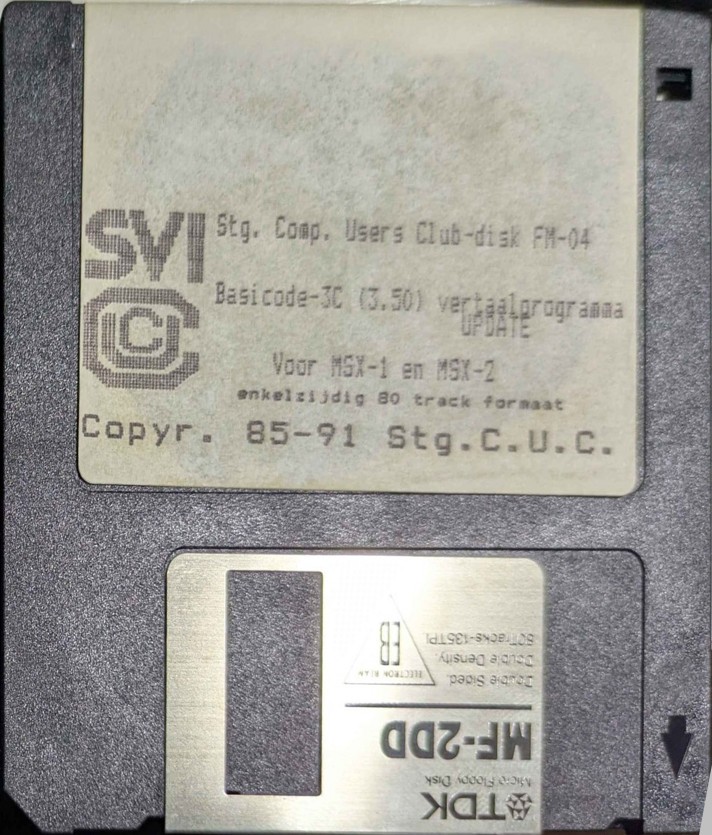 SVI
Stg. Comp. Users Club-disk FM-04
CUC
Basicode-3C (3.50) vertaalprogramma
UPDATE
Voor MSX-1 en MSX-2
enkelzijdig 80 track formaat
Copyr. 85-91 Stg.C.U.C.
TDK
Micro Floppy Disk
MF-2DD
Double Sided,
Double Density,
80Tracks-135TPI
EB